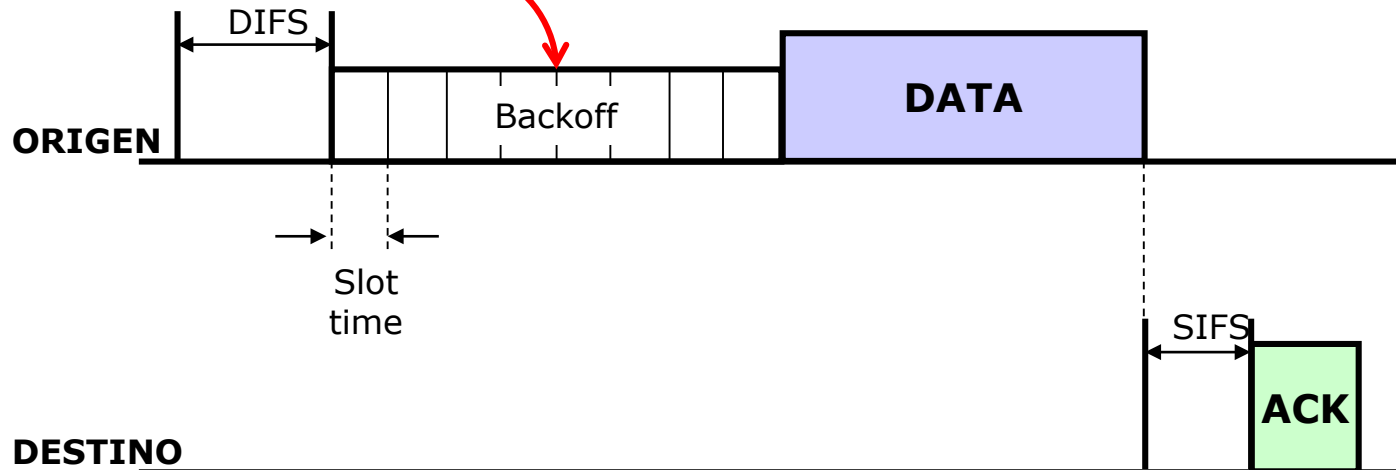 DIFS
Backoff
DATA
ORIGEN
Slot
time
SIFS
ACK
DESTINO